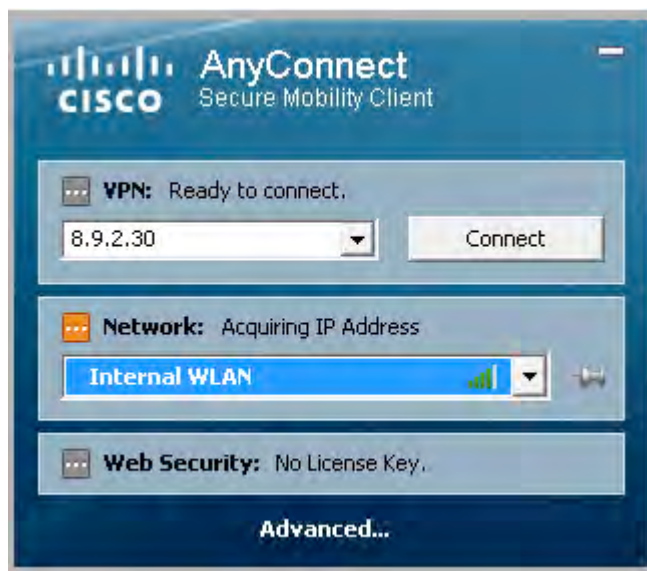 CISCO
AnyConnect
Secure Mobility Client
VPN: Ready to connect.
8.9.2.30
Connect
Network: Acquiring IP Address
Internal WLAN
Web Security: No License Key.
Advanced...